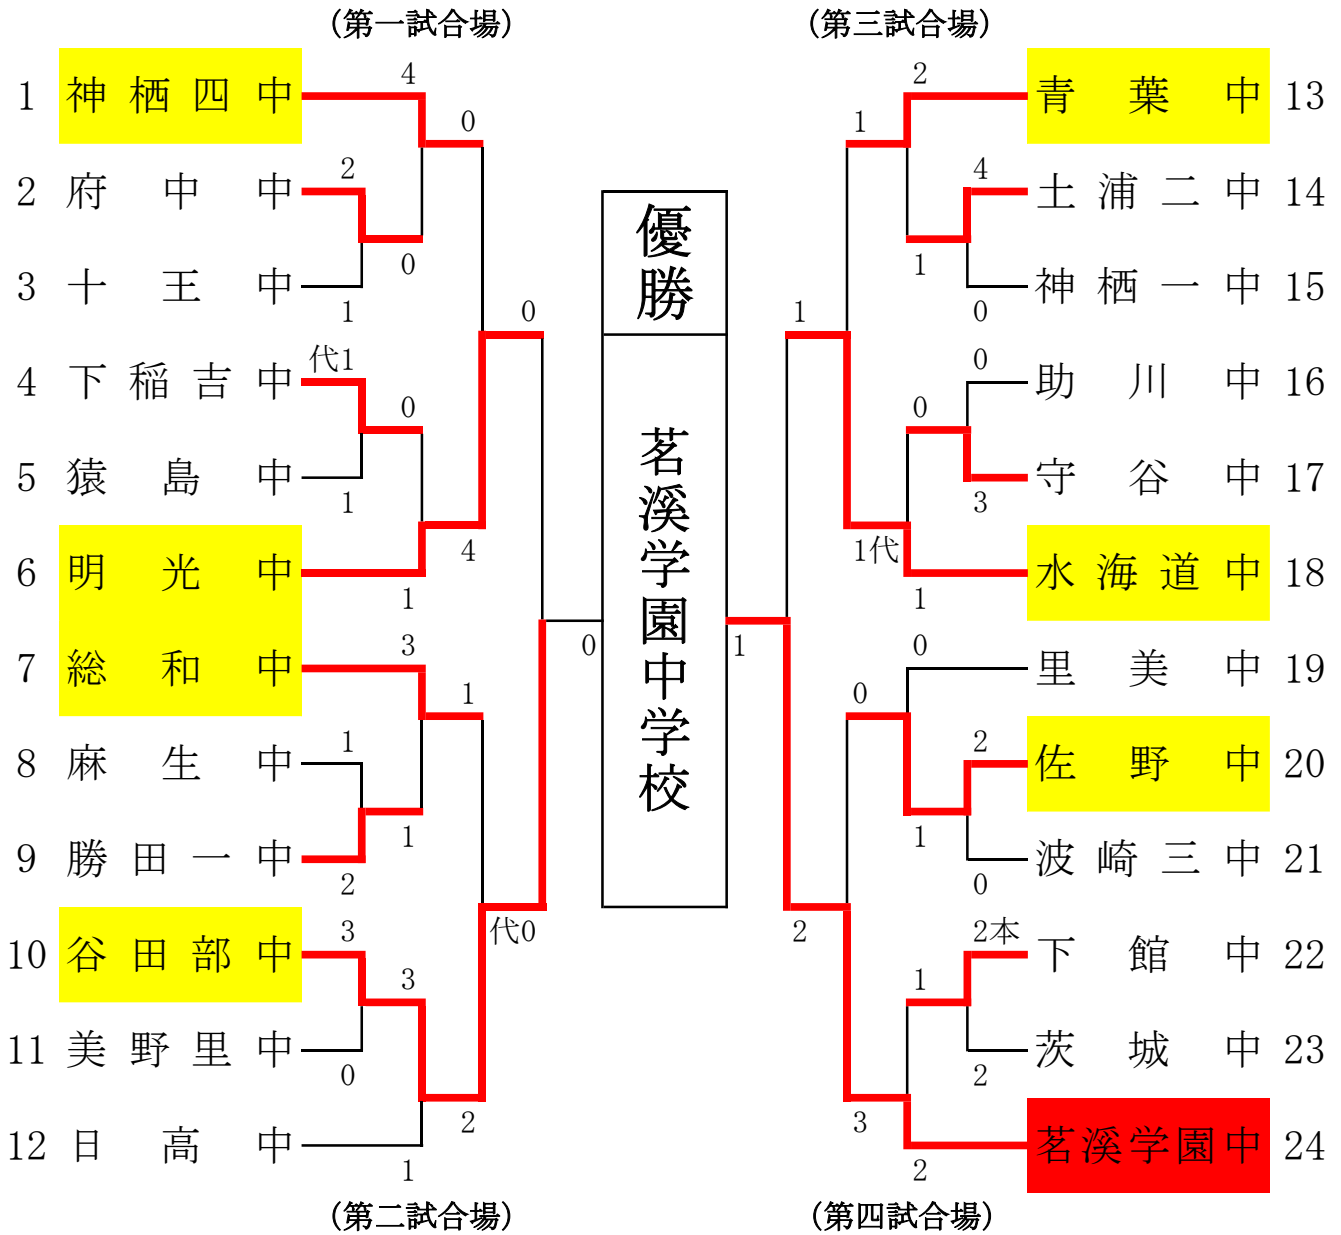 (第一試合場)
(第三試合場)
1 神栖四中
4
0
2 府中中
2
0
3 十王中
1
4 下稲吉中
代1
0
0
5 猿島中
1
6 明光中
1
4
7 総和中
3
1
8 麻生中
1
9 勝田一中
2
1
10 谷田部中
3
3
代0
11 美野里中
0
12 日高中
1
2
(第二試合場)
優勝
茗溪学園中学校
0
1
2
青葉中 13
1
4
土浦二中 14
1
神栖一中 15
0
1
0
助川中 16
0
守谷中 17
3
1代
水海道中 18
1
0
里美中 19
0
2
佐野中 20
1
波崎三中 21
0
2
2本
下館中 22
1
茨城中 23
2
3
茗溪学園中 24
2
(第四試合場)